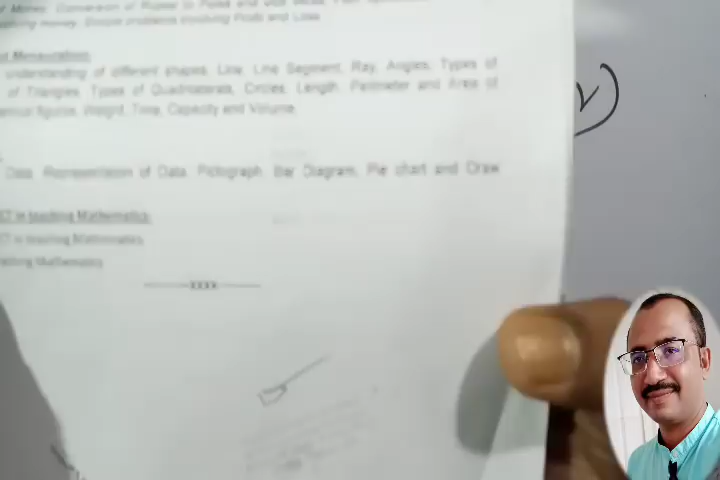 of Money, Conversion of Rupee to Paisa and vice versa,
involving money, Simple problems involving Profit and Loss.
Mensuration:
understanding of different shapes, Line, Line Segment, Ray, Angles, Types of
of Triangles, Types of Quadrilaterals, Circles, Length, Perimeter and Area of
figures, Weight, Time, Capacity and Volume.
Data, Representation of Data, Pictograph, Bar Diagram, Pie chart and Draw
ICT in teaching Mathematics
ICT in teaching Mathematics
teaching Mathematics
xxxx
v)